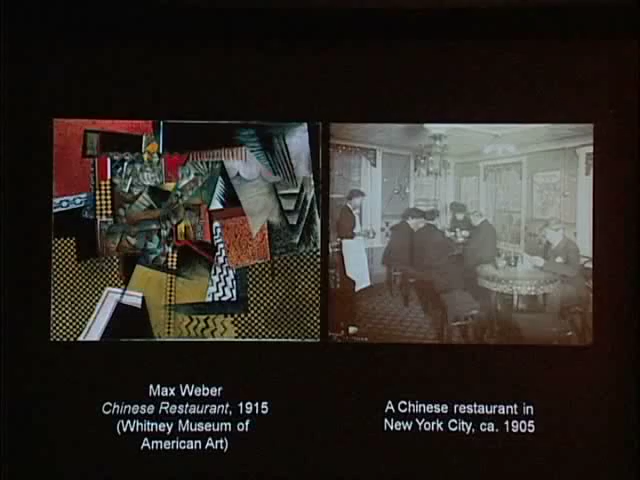 Max Weber
Chinese Restaurant, 1915
(Whitney Museum of
American Art)
A Chinese restaurant in
New York City, ca. 1905